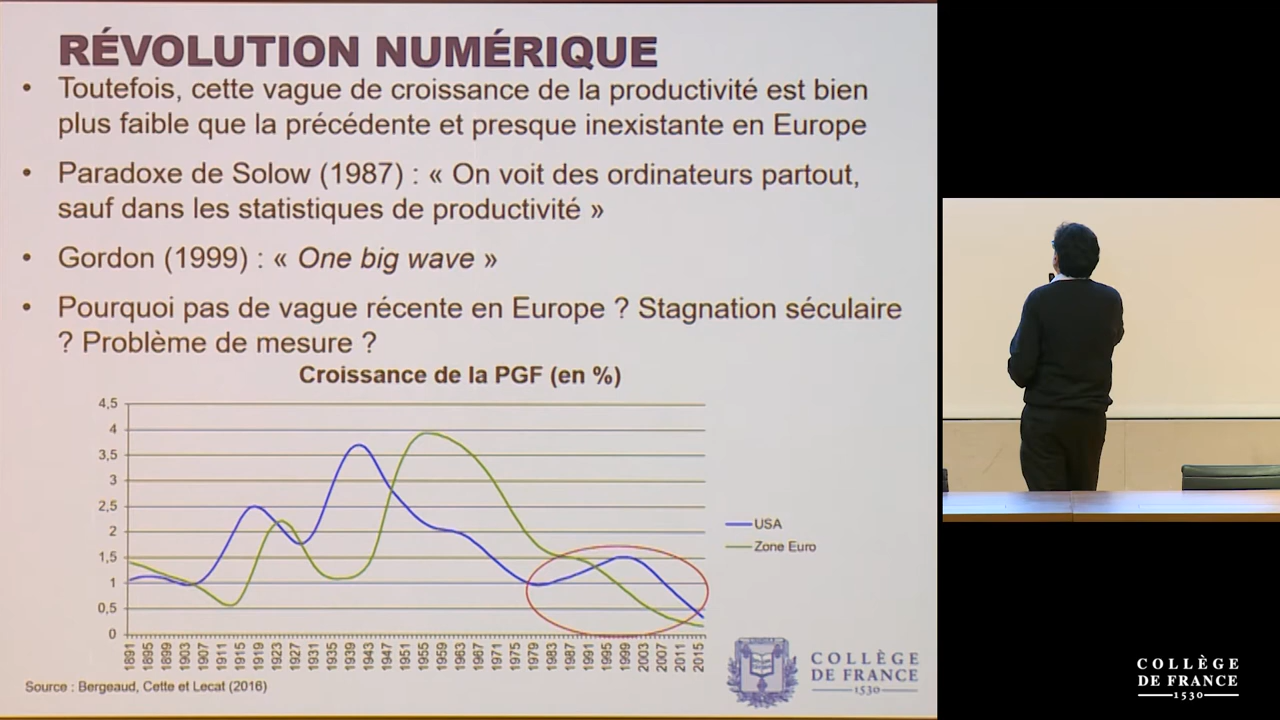 RÉVOLUTION NUMÉRIQUE
• Toutefois, cette vague de croissance de la productivité est bien
plus faible que la précédente et presque inexistante en Europe
• Paradoxe de Solow (1987) : « On voit des ordinateurs partout,
sauf dans les statistiques de productivité »
• Gordon (1999) : « One big wave »
• Pourquoi pas de vague récente en Europe ? Stagnation séculaire
? Problème de mesure ?
Croissance de la PGF (en %)
4,5
4
3,5
3
2,5
2
1,5
1
0,5
0
USA
Zone Euro
1891 1895 1899 1903 1907 1911 1915 1919 1923 1927 1931 1935 1939 1943 1947 1951 1955 1959 1963 1967 1971 1975 1979 1983 1987 1991 1995 1999 2003 2007 2011 2015
Source : Bergeaud, Cette et Lecat (2016)
COLLÈGE
DE FRANCE
1530
COLLÈGE
DE FRANCE
1530